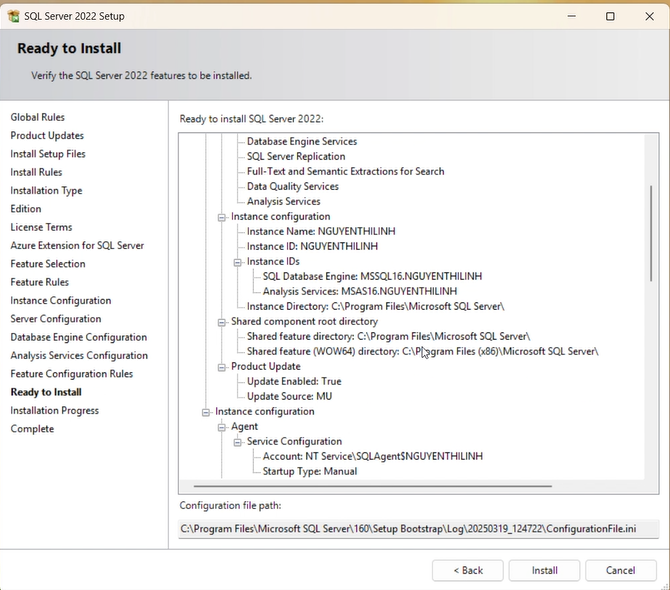 SQL Server 2022 Setup
Ready to Install
Verify the SQL Server 2022 features to be installed.
Global Rules
Product Updates
Install Setup Files
Install Rules
Installation Type
Edition
License Terms
Azure Extension for SQL Server
Feature Selection
Feature Rules
Instance Configuration
Server Configuration
Database Engine Configuration
Analysis Services Configuration
Feature Configuration Rules
Ready to Install
Installation Progress
Complete
Ready to install SQL Server 2022:
Database Engine Services
SQL Server Replication
Full-Text and Semantic Extractions for Search
Data Quality Services
Analysis Services
Instance configuration
Instance Name: NGUYENTHILINH
Instance ID: NGUYENTHILINH
Instance IDs
SQL Database Engine: MSSQL16.NGUYENTHILINH
Analysis Services: MSAS16.NGUYENTHILINH
Instance Directory: C:\Program Files\Microsoft SQL Server\
Shared component root directory
Shared feature directory: C:\Program Files\Microsoft SQL Server\
Shared feature (WOW64) directory: C:\Program Files (x86)\Microsoft SQL Server\
Product Update
Update Enabled: True
Update Source: MU
Instance configuration
Agent
Service Configuration
Account: NT Service\SQLAgent$NGUYENTHILINH
Startup Type: Manual
Configuration file path:
C:\Program Files\Microsoft SQL Server\160\Setup Bootstrap\Log\20250319_124722\ConfigurationFile.ini
< Back
Install
Cancel